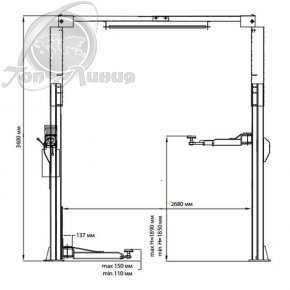 Топ Линия
3600 мм
137 мм
2680 мм
max H=1890 мм
min H=1850 мм
max 150 мм
min 110 мм